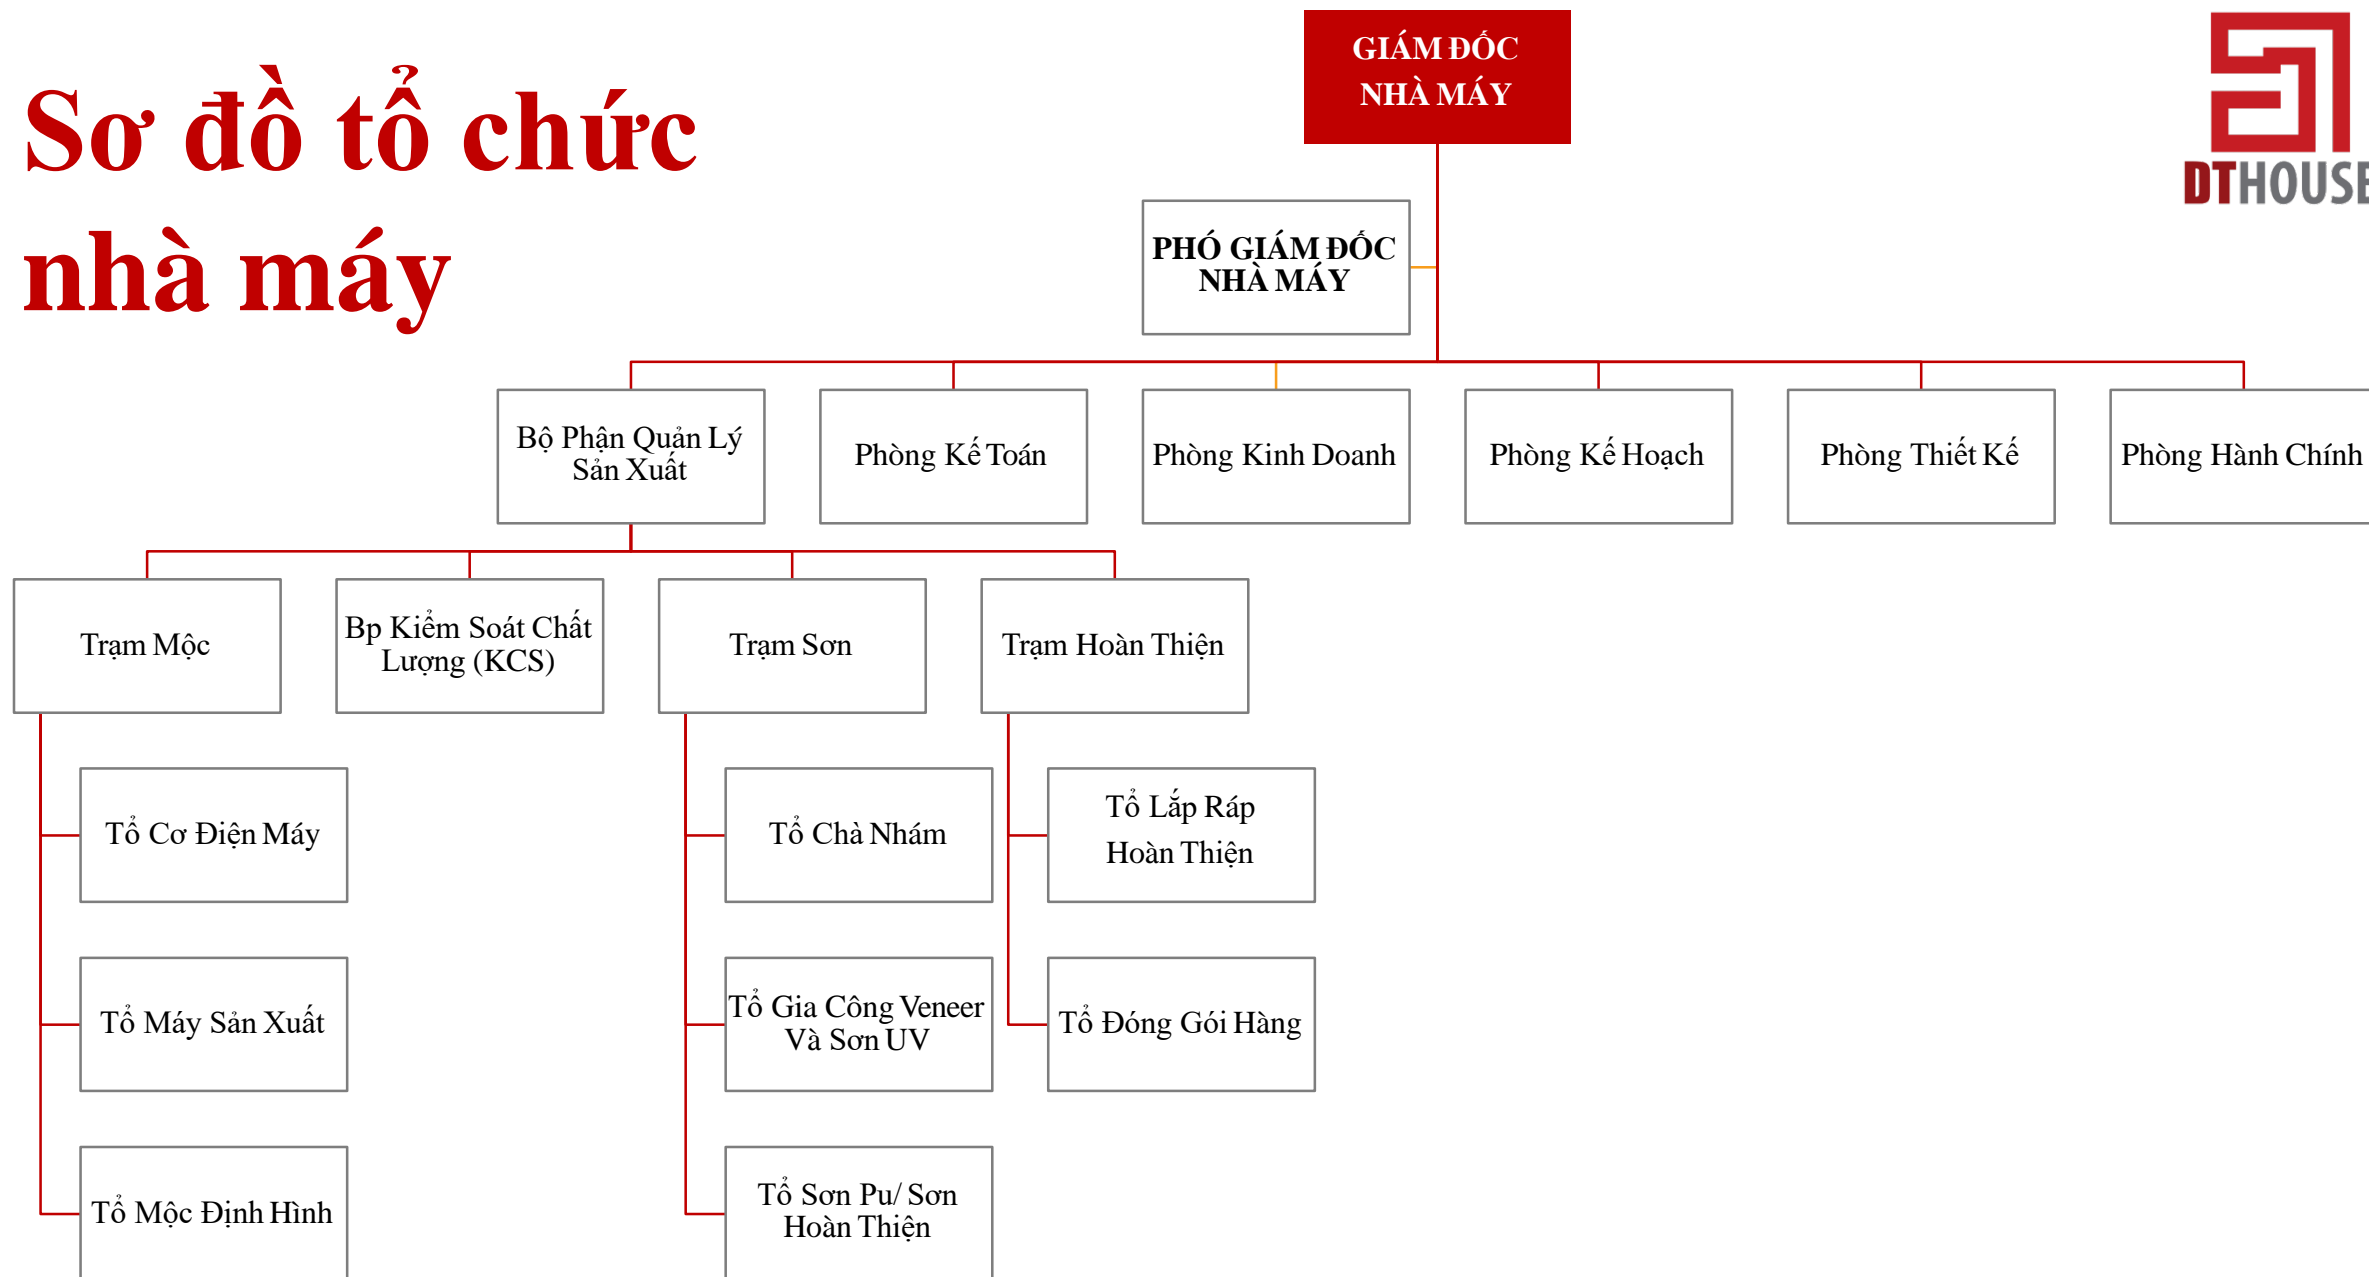 Sơ đồ tổ chức
nhà máy
GIÁM ĐỐC
NHÀ MÁY
DTHOUSE
PHÓ GIÁM ĐỐC
NHÀ MÁY
Bộ Phận Quản Lý
Sản Xuất
Phòng Kế Toán
Phòng Kinh Doanh
Phòng Kế Hoạch
Phòng Thiết Kế
Phòng Hành Chính
Trạm Mộc
Bp Kiểm Soát Chất
Lượng (KCS)
Trạm Sơn
Trạm Hoàn Thiện
Tổ Cơ Điện Máy
Tổ Chà Nhám
Tổ Lắp Ráp
Hoàn Thiện
Tổ Máy Sản Xuất
Tổ Gia Công Veneer
Và Sơn UV
Tổ Đóng Gói Hàng
Tổ Mộc Định Hình
Tổ Sơn Pu/ Sơn
Hoàn Thiện